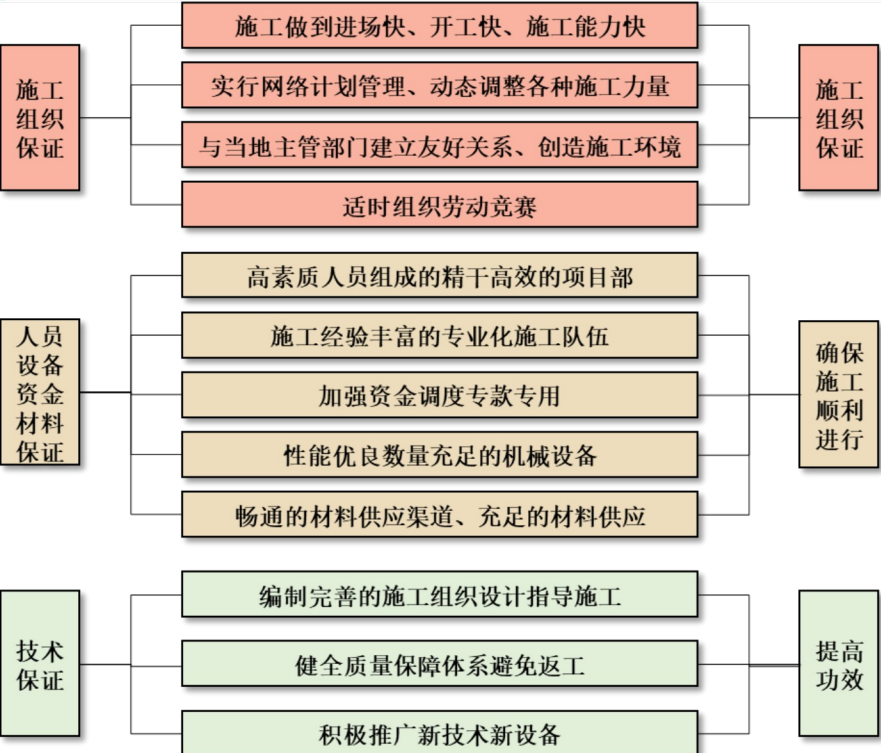 施工
组织
保证
施工做到进场快、开工快、施工能力快
实行网络计划管理、动态调整各种施工力量
与当地主管部门建立友好关系、创造施工环境
适时组织劳动竞赛
施工
组织
保证
人员
设备
资金
材料
保证
高素质人员组成的精干高效的项目部
施工经验丰富的专业化施工队伍
加强资金调度专款专用
性能优良数量充足的机械设备
畅通的材料供应渠道、充足的材料供应
确保
施工
顺利
进行
技术
保证
编制完善的施工组织设计指导施工
健全质量保障体系避免返工
积极推广新技术新设备
提高
功效